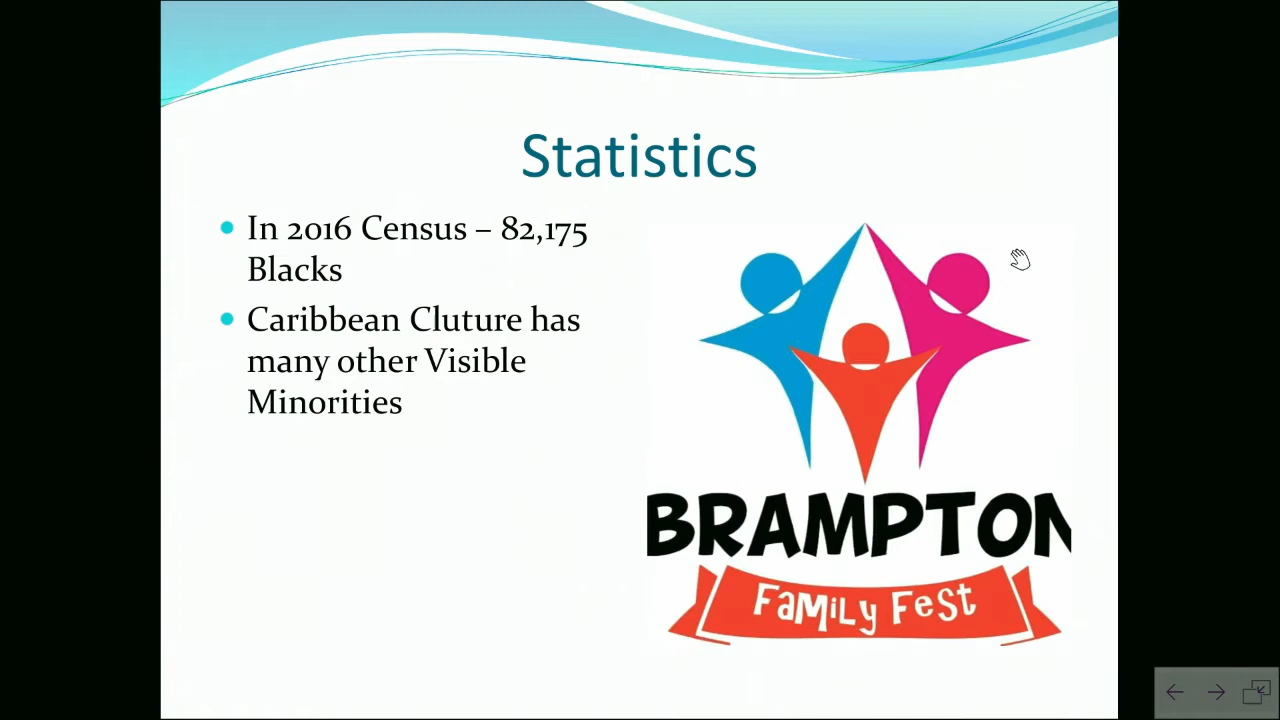 Statistics
In 2016 Census – 82,175
Blacks
Caribbean Cluture has
many other Visible
Minorities
BRAMPTON
FaMiLy FeSt